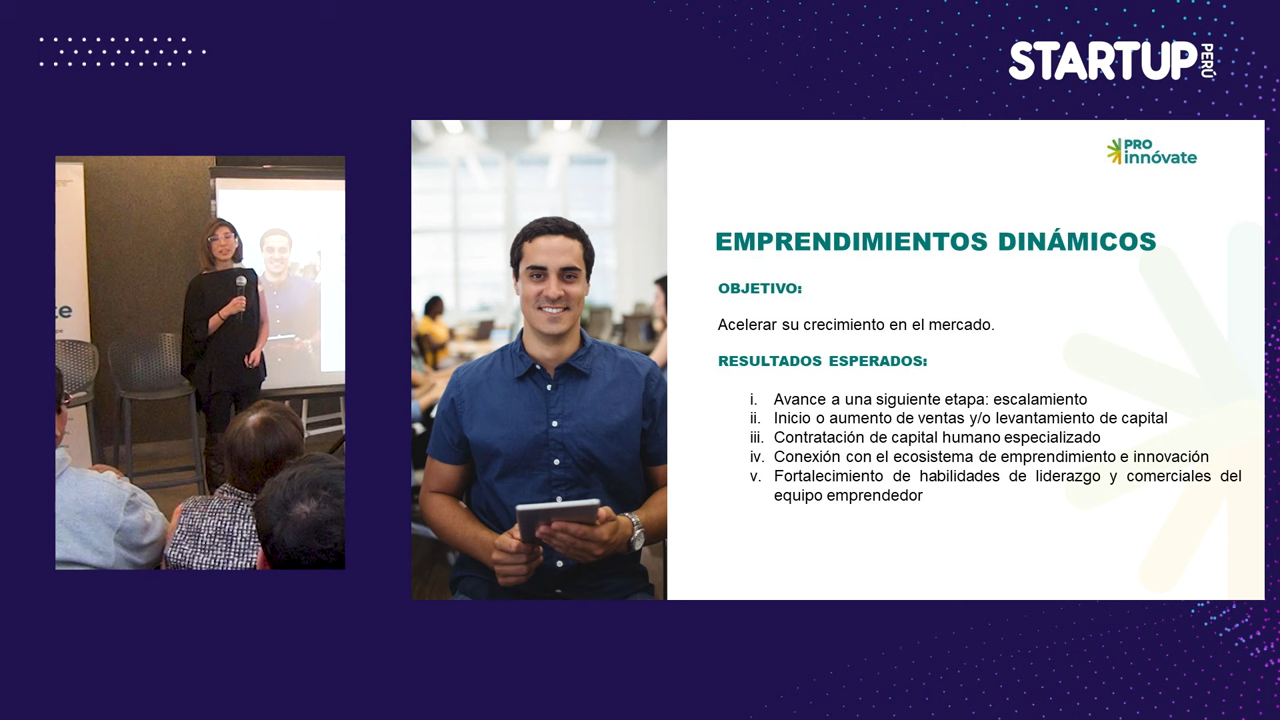 STARTUP PERÚ
PRO
innóvate
EMPRENDIMIENTOS DINÁMICOS
OBJETIVO:
Acelerar su crecimiento en el mercado.
RESULTADOS ESPERADOS:
i. Avance a una siguiente etapa: escalamiento
ii. Inicio o aumento de ventas y/o levantamiento de capital
iii. Contratación de capital humano especializado
iv. Conexión con el ecosistema de emprendimiento e innovación
v. Fortalecimiento de habilidades de liderazgo y comerciales del
equipo emprendedor